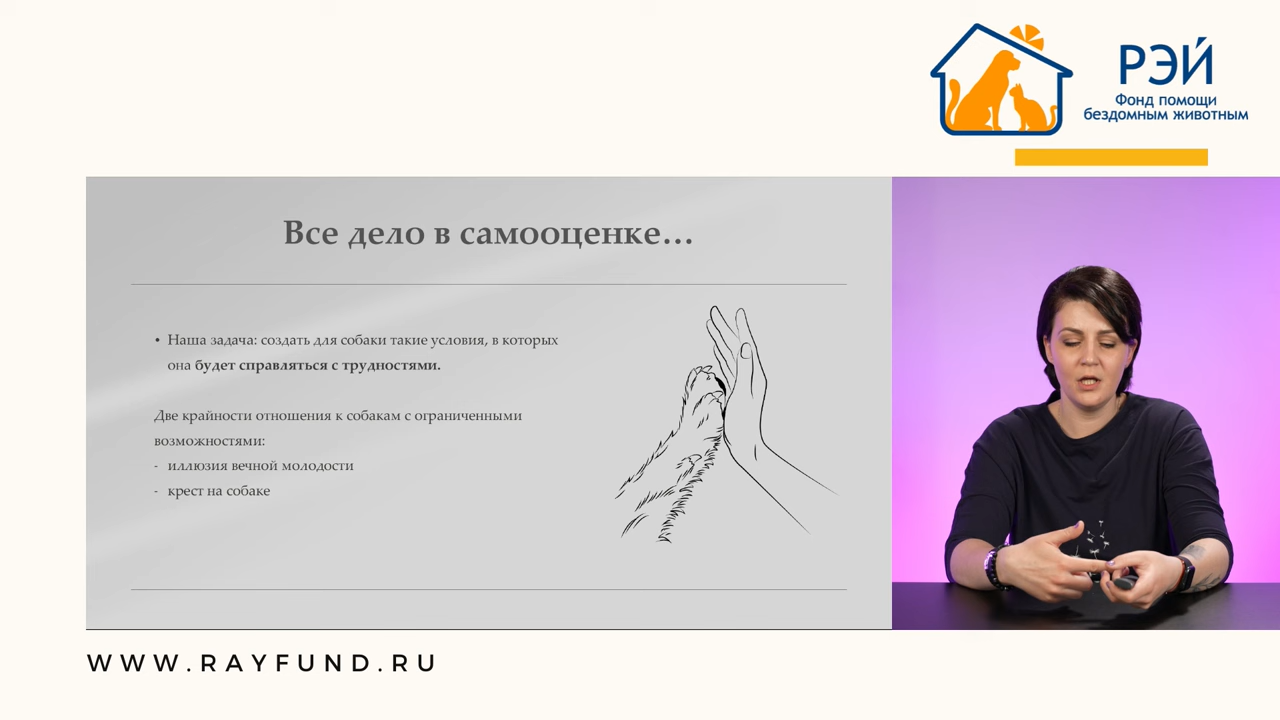 РЭЙ
Фонд помощи
бездомным животным
Все дело в самооценке...
• Наша задача: создать для собаки такие условия, в которых
она будет справляться с трудностями.
Две крайности отношения к собакам с ограниченными
возможностями:
- иллюзия вечной молодости
- крест на собаке
WWW.RAYFUND.RU